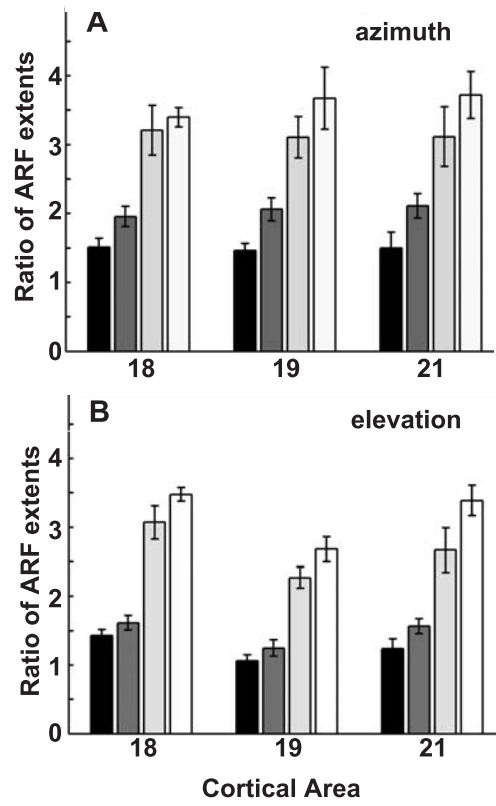 A
azimuth
Ratio of ARF extents
4
3
2
1
0
18 19 21
B
elevation
Ratio of ARF extents
4
3
2
1
0
18 19 21
Cortical Area